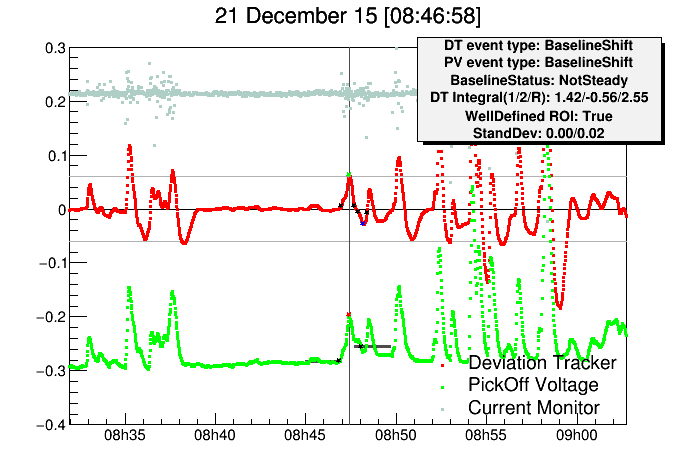 21 December 15 [08:46:58]
DT event type: BaselineShift
PV event type: BaselineShift
BaselineStatus: NotSteady
DT Integral(1/2/R): 1.42/-0.56/2.55
WellDefined ROI: True
StandDev: 0.00/0.02
0.3
0.2
0.1
0
−0.1
−0.2
−0.3
−0.4
Deviation Tracker
PickOff Voltage
Current Monitor
08h35 08h40 08h45 08h50 08h55 09h00